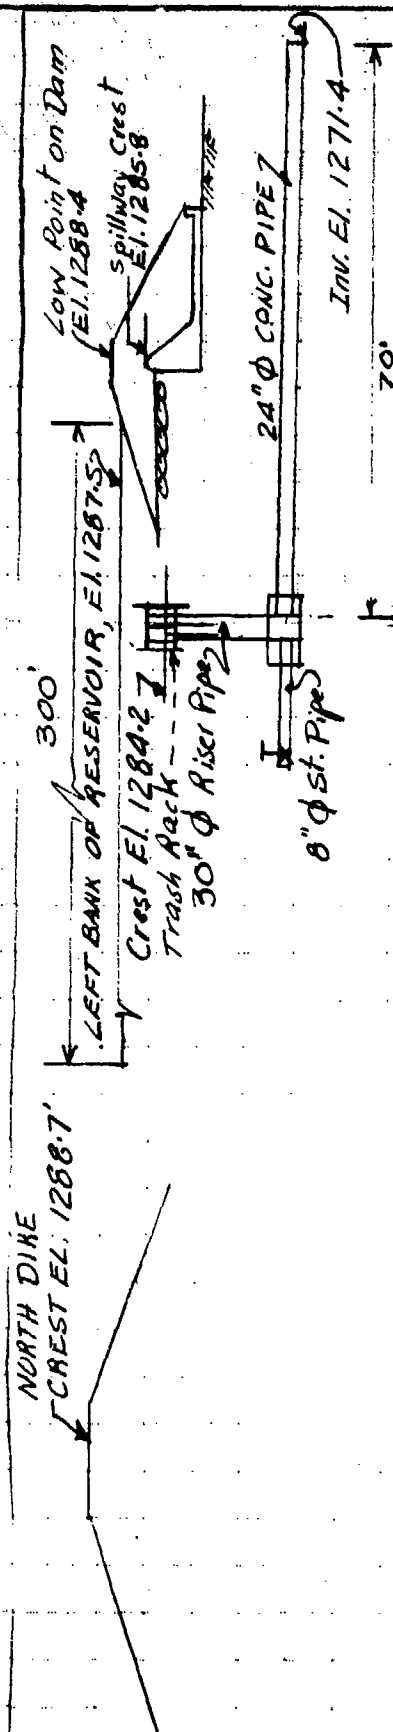 NORTH DIKE
CREST EL. 1288.7'
300'
LEFT BANK OF RESERVOIR, El. 1287.5
Crest El. 1284.2
Trash Rack
30" ϕ Riser Pipe
Low Point on Dam
El. 1288.4
spillway Crest
El. 1285.8
8" ϕ St. Pipe
24" ϕ CONC. PIPE
Inv. El. 1271.4
70'